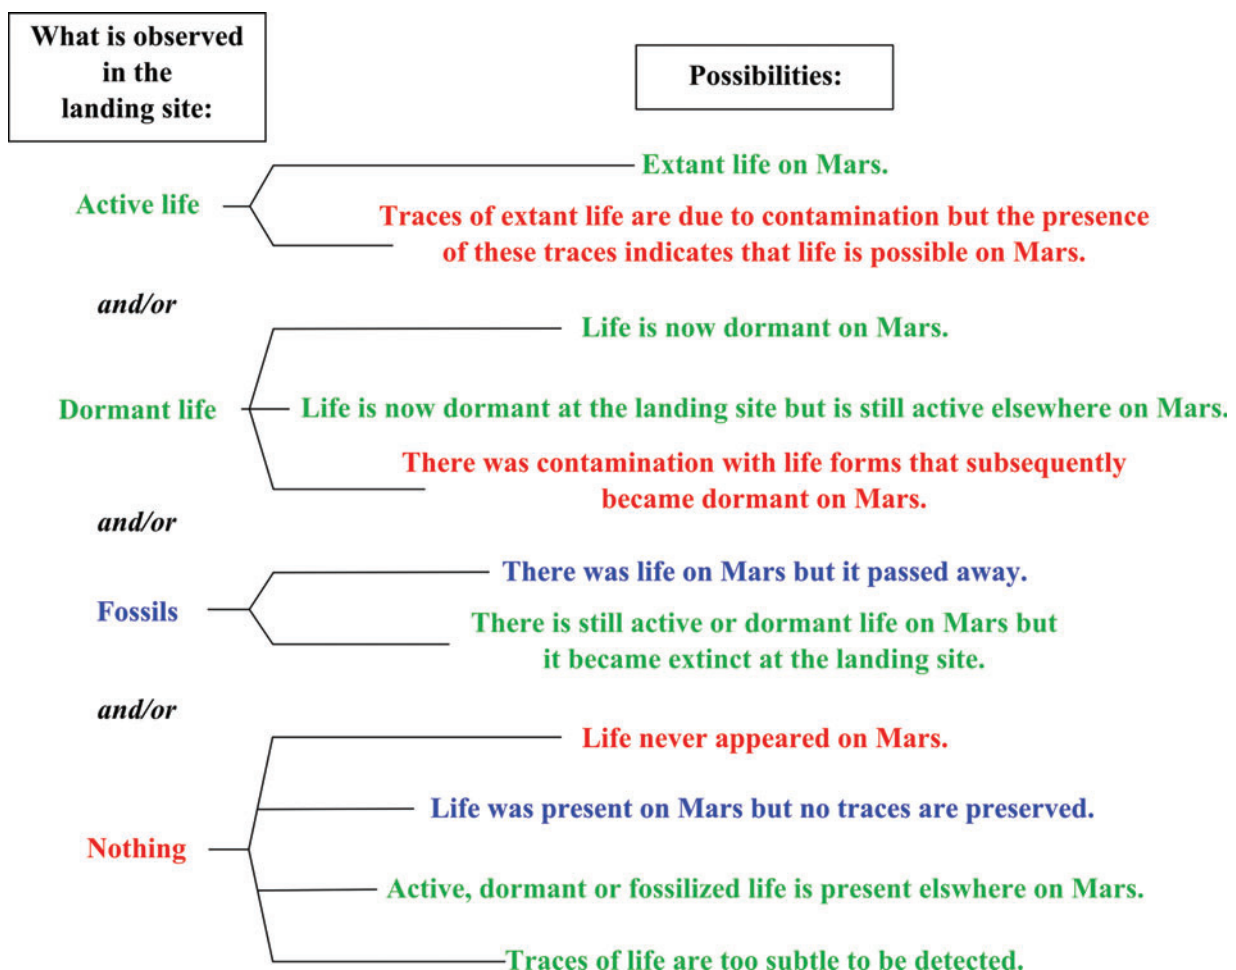 What is observed
in the
landing site:
Possibilities:
Active life
Extant life on Mars.
Traces of extant life are due to contamination but the presence
of these traces indicates that life is possible on Mars.
and/or
Dormant life
Life is now dormant on Mars.
Life is now dormant at the landing site but is still active elsewhere on Mars.
There was contamination with life forms that subsequently
became dormant on Mars.
and/or
Fossils
There was life on Mars but it passed away.
There is still active or dormant life on Mars but
it became extinct at the landing site.
and/or
Nothing
Life never appeared on Mars.
Life was present on Mars but no traces are preserved.
Active, dormant or fossilized life is present elswhere on Mars.
Traces of life are too subtle to be detected.